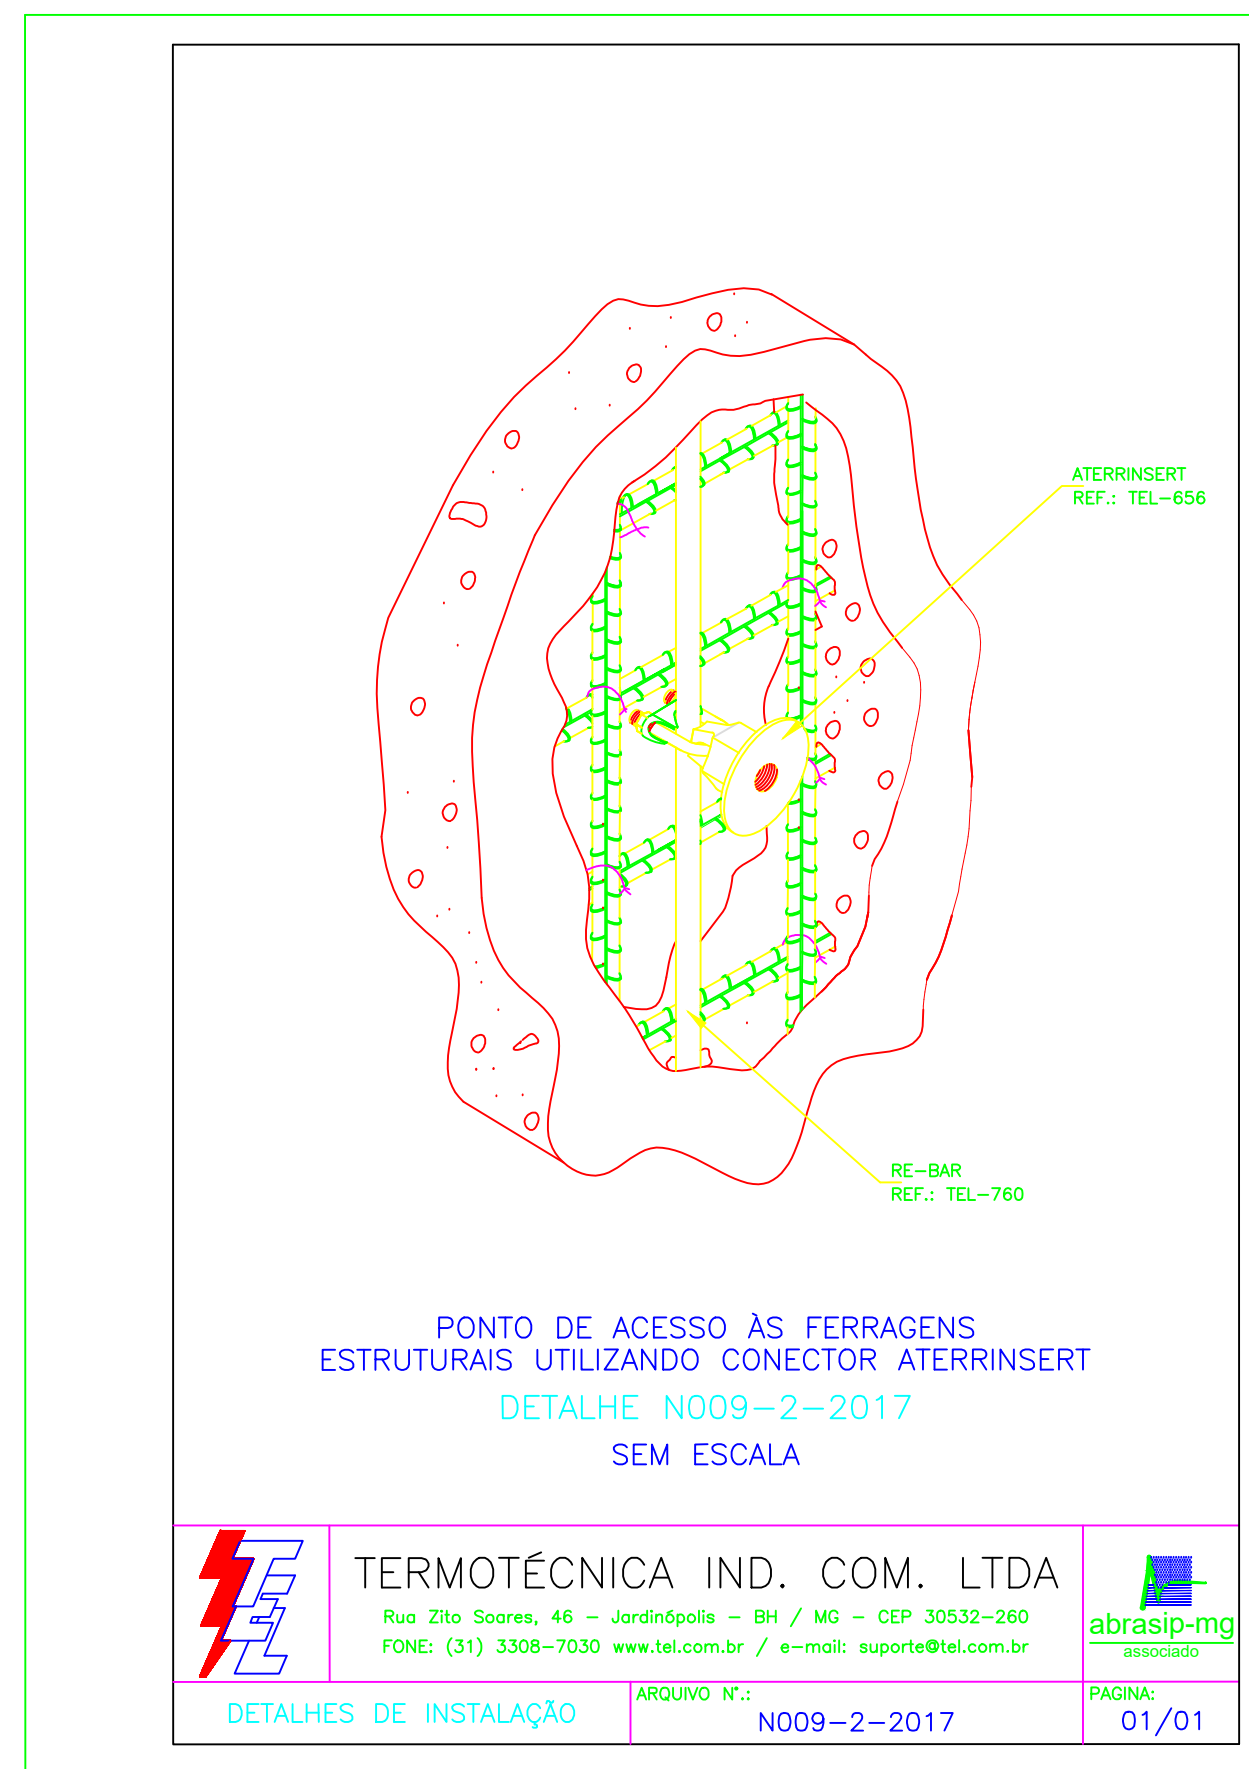 ATERRINSERT
REF.: TEL-656
RE-BAR
REF.: TEL-760
PONTO DE ACESSO ÀS FERRAGENS
ESTRUTURAIS UTILIZANDO CONECTOR ATERRINSERT
DETALHE N009-2-2017
SEM ESCALA
TEL
TERMOTÉCNICA IND. COM. LTDA
Rua Zito Soares, 46 - Jardinópolis - BH / MG - CEP 30532-260
FONE: (31) 3308-7030 www.tel.com.br / e-mail: suporte@tel.com.br
abrasip-mg
associado
DETALHES DE INSTALAÇÃO
ARQUIVO N°.:
N009-2-2017
PAGINA:
01/01